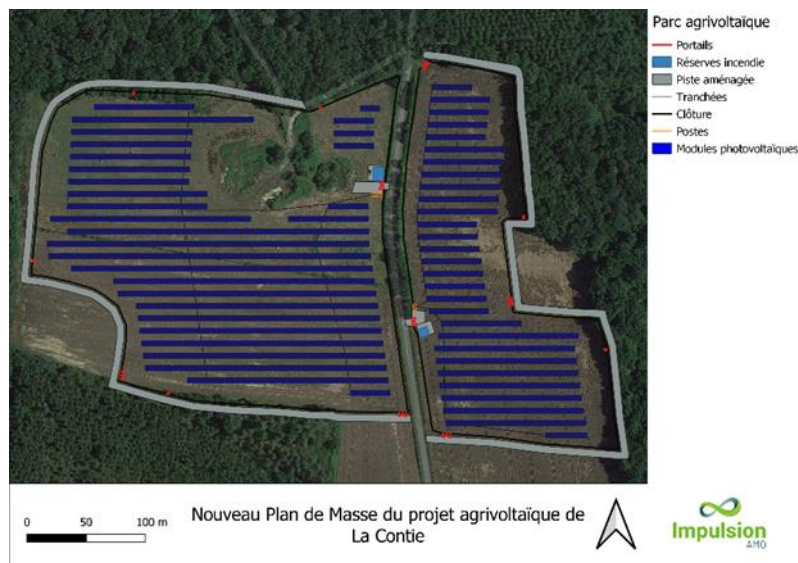 Parc agrivoltaïque
Portails
Réserves incendie
Piste aménagée
Tranchées
Clôture
Postes
Modules photovoltaïques
0 50 100 m
Nouveau Plan de Masse du projet agrivoltaïque de
La Contie
Impulsion
AMO